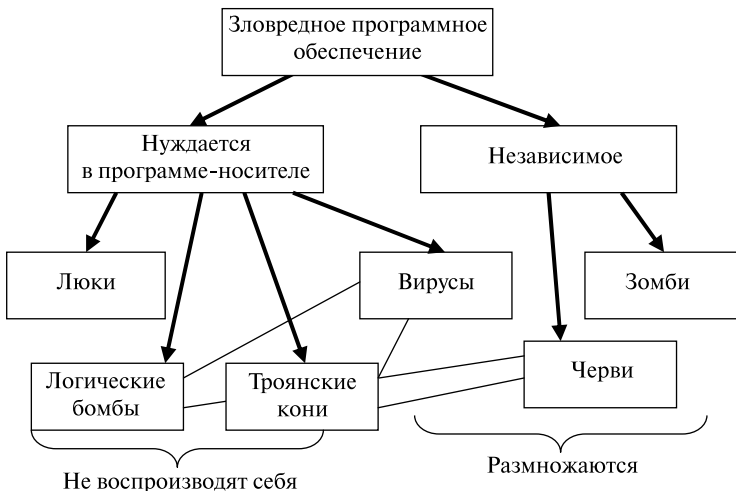 Зловредное программное
обеспечение
Нуждается
в программе-носителе
Независимое
Люки
Вирусы
Зомби
Логические
бомбы
Троянские
кони
Черви
Не воспроизводят себя
Размножаются